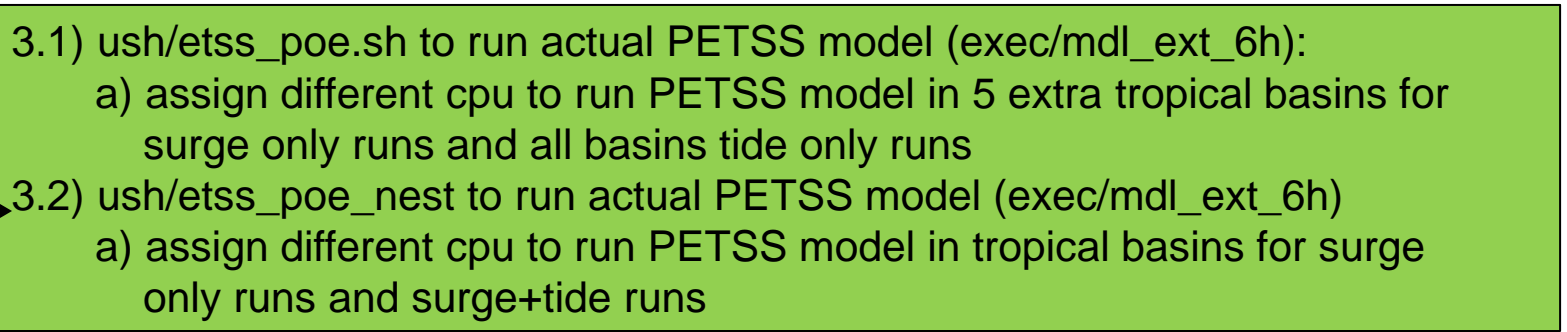 3.1) ush/etss_poe.sh to run actual PETSS model (exec/mdl_ext_6h):
a) assign different cpu to run PETSS model in 5 extra tropical basins for
surge only runs and all basins tide only runs
3.2) ush/etss_poe_nest to run actual PETSS model (exec/mdl_ext_6h)
a) assign different cpu to run PETSS model in tropical basins for surge
only runs and surge+tide runs